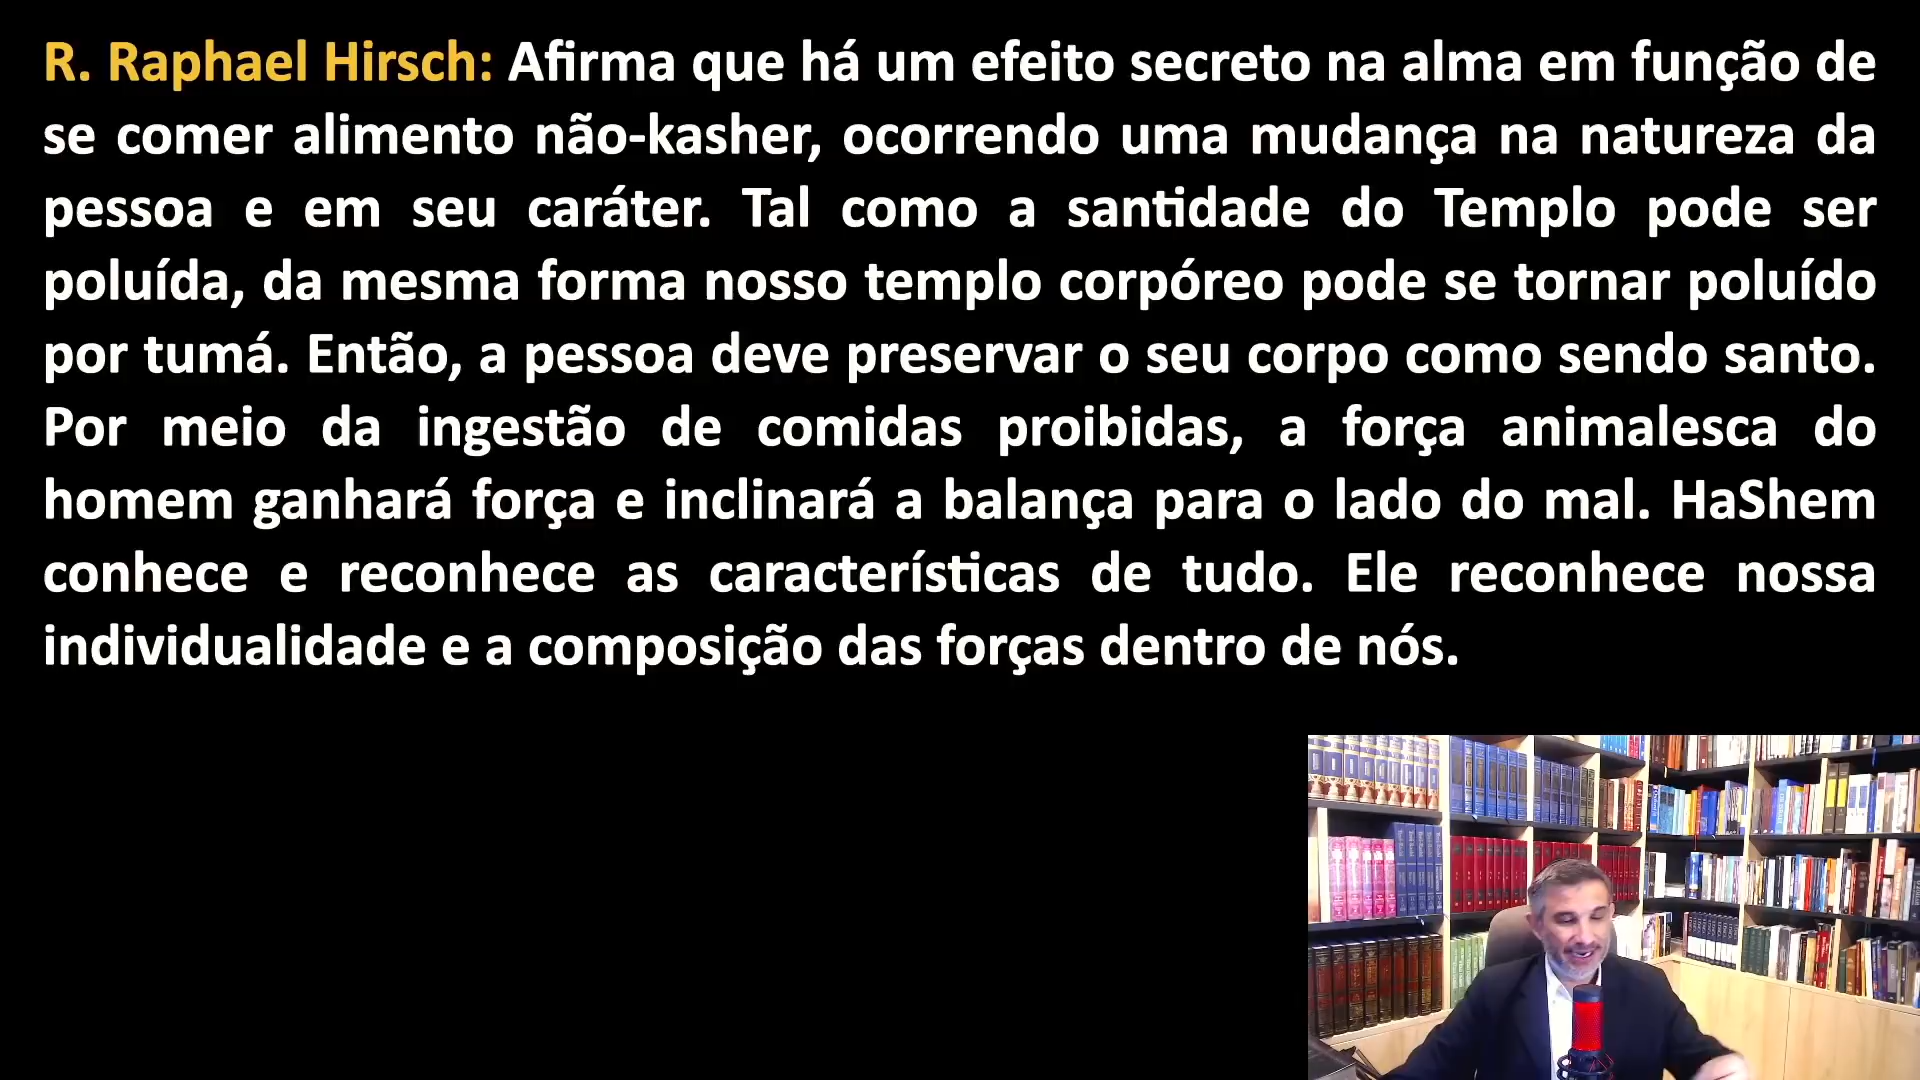 R. Raphael Hirsch: Afirma que há um efeito secreto na alma em função de
se comer alimento não-kasher, ocorrendo uma mudança na natureza da
pessoa e em seu caráter. Tal como a santidade do Templo pode ser
poluída, da mesma forma nosso templo corpóreo pode se tornar poluído
por tumá. Então, a pessoa deve preservar o seu corpo como sendo santo.
Por meio da ingestão de comidas proibidas, a força animalesca do
homem ganhará força e inclinará a balança para o lado do mal. HaShem
conhece e reconhece as características de tudo. Ele reconhece nossa
individualidade e a composição das forças dentro de nós.